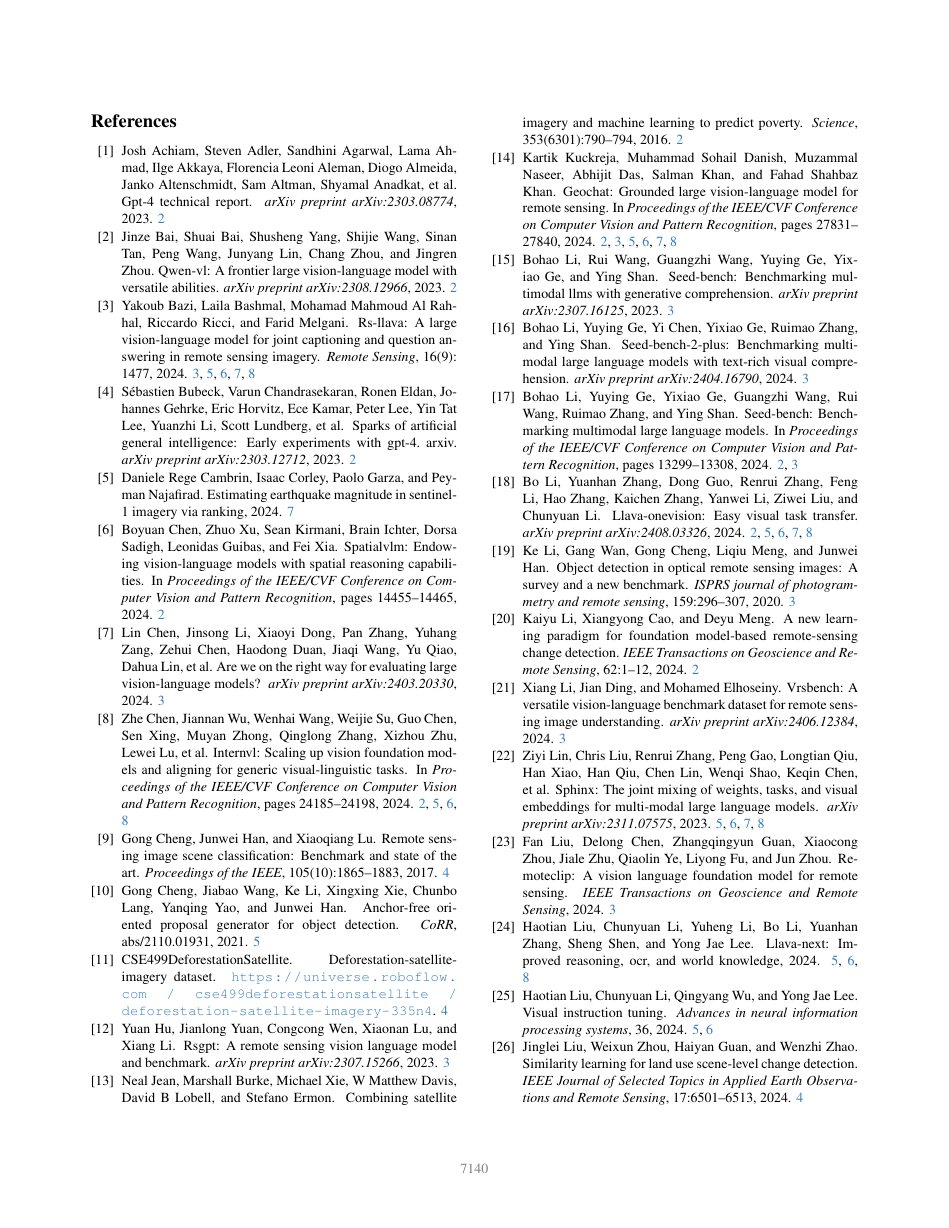 References
[1] Josh Achiam, Steven Adler, Sandhini Agarwal, Lama Ah-
mad, Ilge Akkaya, Florencia Leoni Aleman, Diogo Almeida,
Janko Altenschmidt, Sam Altman, Shyamal Anadkat, et al.
Gpt-4 technical report. arXiv preprint arXiv:2303.08774,
2023. 2
[2] Jinze Bai, Shuai Bai, Shusheng Yang, Shijie Wang, Sinan
Tan, Peng Wang, Junyang Lin, Chang Zhou, and Jingren
Zhou. Qwen-vl: A frontier large vision-language model with
versatile abilities. arXiv preprint arXiv:2308.12966, 2023. 2
[3] Yakoub Bazi, Laila Bashmal, Mohamad Mahmoud Al Rah-
hal, Riccardo Ricci, and Farid Melgani. Rs-llava: A large
vision-language model for joint captioning and question an-
swering in remote sensing imagery. Remote Sensing, 16(9):
1477, 2024. 3, 5, 6, 7, 8
[4] Sébastien Bubeck, Varun Chandrasekaran, Ronen Eldan, Jo-
hannes Gehrke, Eric Horvitz, Ece Kamar, Peter Lee, Yin Tat
Lee, Yuanzhi Li, Scott Lundberg, et al. Sparks of artificial
general intelligence: Early experiments with gpt-4. arxiv.
arXiv preprint arXiv:2303.12712, 2023. 2
[5] Daniele Rege Cambrin, Isaac Corley, Paolo Garza, and Pey-
man Najafirad. Estimating earthquake magnitude in sentinel-
1 imagery via ranking, 2024. 7
[6] Boyuan Chen, Zhuo Xu, Sean Kirmani, Brain Ichter, Dorsa
Sadigh, Leonidas Guibas, and Fei Xia. Spatialvlm: Endow-
ing vision-language models with spatial reasoning capabili-
ties. In Proceedings of the IEEE/CVF Conference on Com-
puter Vision and Pattern Recognition, pages 14455–14465,
2024. 2
[7] Lin Chen, Jinsong Li, Xiaoyi Dong, Pan Zhang, Yuhang
Zang, Zehui Chen, Haodong Duan, Jiaqi Wang, Yu Qiao,
Dahua Lin, et al. Are we on the right way for evaluating large
vision-language models? arXiv preprint arXiv:2403.20330,
2024. 3
[8] Zhe Chen, Jiannan Wu, Wenhai Wang, Weijie Su, Guo Chen,
Sen Xing, Muyan Zhong, Qinglong Zhang, Xizhou Zhu,
Lewei Lu, et al. Internvl: Scaling up vision foundation mod-
els and aligning for generic visual-linguistic tasks. In Pro-
ceedings of the IEEE/CVF Conference on Computer Vision
and Pattern Recognition, pages 24185–24198, 2024. 2, 5, 6,
8
[9] Gong Cheng, Junwei Han, and Xiaoqiang Lu. Remote sens-
ing image scene classification: Benchmark and state of the
art. Proceedings of the IEEE, 105(10):1865–1883, 2017. 4
[10] Gong Cheng, Jiabao Wang, Ke Li, Xingxing Xie, Chunbo
Lang, Yanqing Yao, and Junwei Han. Anchor-free ori-
ented proposal generator for object detection. CoRR,
abs/2110.01931, 2021. 5
[11] CSE499DeforestationSatellite. Deforestation-satellite-
imagery dataset. https://universe.roboflow.
com / cse499deforestationsatellite /
deforestation-satellite-imagery-335n4. 4
[12] Yuan Hu, Jianlong Yuan, Congcong Wen, Xiaonan Lu, and
Xiang Li. Rsgpt: A remote sensing vision language model
and benchmark. arXiv preprint arXiv:2307.15266, 2023. 3
[13] Neal Jean, Marshall Burke, Michael Xie, W Matthew Davis,
David B Lobell, and Stefano Ermon. Combining satellite
imagery and machine learning to predict poverty. Science,
353(6301):790–794, 2016. 2
[14] Kartik Kuckreja, Muhammad Sohail Danish, Muzammal
Naseer, Abhijit Das, Salman Khan, and Fahad Shahbaz
Khan. Geochat: Grounded large vision-language model for
remote sensing. In Proceedings of the IEEE/CVF Conference
on Computer Vision and Pattern Recognition, pages 27831–
27840, 2024. 2, 3, 5, 6, 7, 8
[15] Bohao Li, Rui Wang, Guangzhi Wang, Yuying Ge, Yix-
iao Ge, and Ying Shan. Seed-bench: Benchmarking mul-
timodal llms with generative comprehension. arXiv preprint
arXiv:2307.16125, 2023. 3
[16] Bohao Li, Yuying Ge, Yi Chen, Yixiao Ge, Ruimao Zhang,
and Ying Shan. Seed-bench-2-plus: Benchmarking multi-
modal large language models with text-rich visual compre-
hension. arXiv preprint arXiv:2404.16790, 2024. 3
[17] Bohao Li, Yuying Ge, Yixiao Ge, Guangzhi Wang, Rui
Wang, Ruimao Zhang, and Ying Shan. Seed-bench: Bench-
marking multimodal large language models. In Proceedings
of the IEEE/CVF Conference on Computer Vision and Pat-
tern Recognition, pages 13299–13308, 2024. 2, 3
[18] Bo Li, Yuanhan Zhang, Dong Guo, Renrui Zhang, Feng
Li, Hao Zhang, Kaichen Zhang, Yanwei Li, Ziwei Liu, and
Chunyuan Li. Llava-onevision: Easy visual task transfer.
arXiv preprint arXiv:2408.03326, 2024. 2, 5, 6, 7, 8
[19] Ke Li, Gang Wan, Gong Cheng, Liqiu Meng, and Junwei
Han. Object detection in optical remote sensing images: A
survey and a new benchmark. ISPRS journal of photogram-
metry and remote sensing, 159:296–307, 2020. 3
[20] Kaiyu Li, Xiangyong Cao, and Deyu Meng. A new learn-
ing paradigm for foundation model-based remote-sensing
change detection. IEEE Transactions on Geoscience and Re-
mote Sensing, 62:1–12, 2024. 2
[21] Xiang Li, Jian Ding, and Mohamed Elhoseiny. Vrsbench: A
versatile vision-language benchmark dataset for remote sens-
ing image understanding. arXiv preprint arXiv:2406.12384,
2024. 3
[22] Ziyi Lin, Chris Liu, Renrui Zhang, Peng Gao, Longtian Qiu,
Han Xiao, Han Qiu, Chen Lin, Wenqi Shao, Keqin Chen,
et al. Sphinx: The joint mixing of weights, tasks, and visual
embeddings for multi-modal large language models. arXiv
preprint arXiv:2311.07575, 2023. 5, 6, 7, 8
[23] Fan Liu, Delong Chen, Zhangqingyun Guan, Xiaocong
Zhou, Jiale Zhu, Qiaolin Ye, Liyong Fu, and Jun Zhou. Re-
moteclip: A vision language foundation model for remote
sensing. IEEE Transactions on Geoscience and Remote
Sensing, 2024. 3
[24] Haotian Liu, Chunyuan Li, Yuheng Li, Bo Li, Yuanhan
Zhang, Sheng Shen, and Yong Jae Lee. Llava-next: Im-
proved reasoning, ocr, and world knowledge, 2024. 5, 6,
8
[25] Haotian Liu, Chunyuan Li, Qingyang Wu, and Yong Jae Lee.
Visual instruction tuning. Advances in neural information
processing systems, 36, 2024. 5, 6
[26] Jinglei Liu, Weixun Zhou, Haiyan Guan, and Wenzhi Zhao.
Similarity learning for land use scene-level change detection.
IEEE Journal of Selected Topics in Applied Earth Observa-
tions and Remote Sensing, 17:6501–6513, 2024. 4
7140